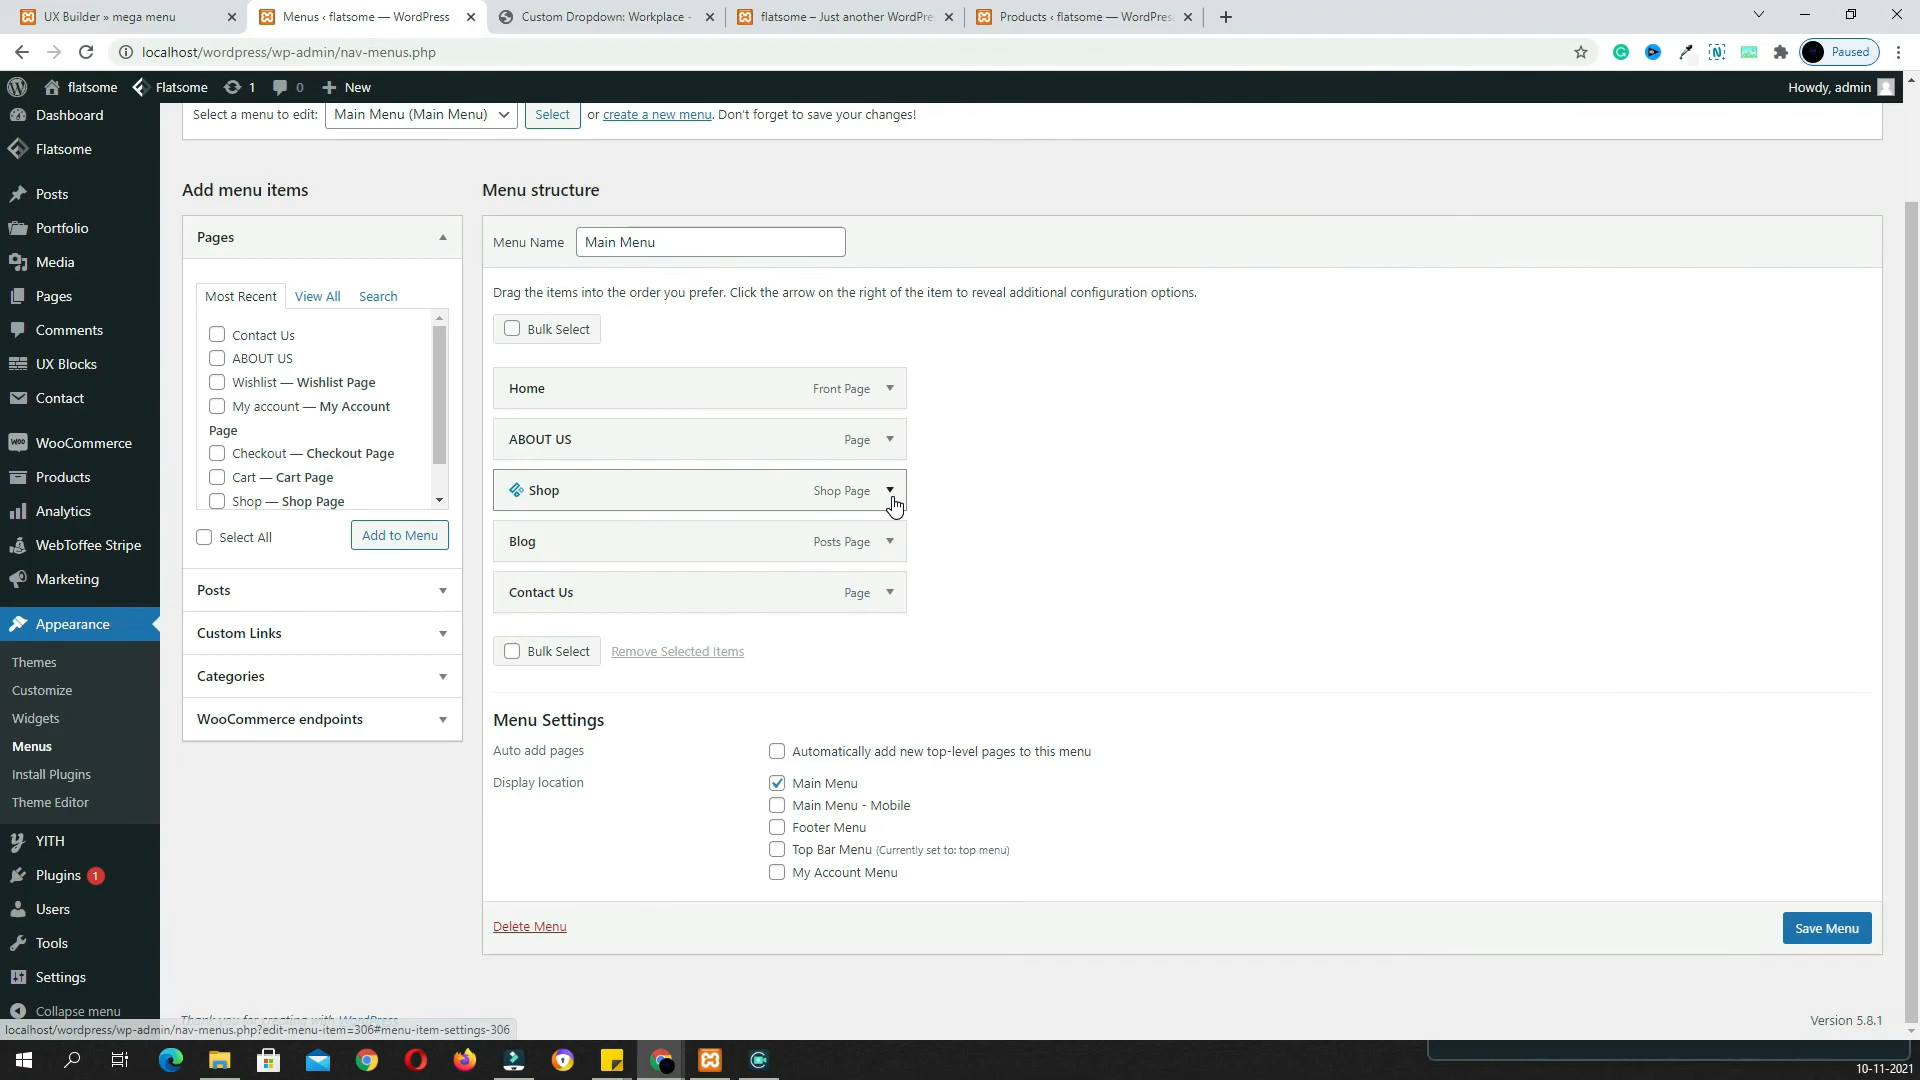 UX Builder » mega menu
Menus ‹ flatsome — WordPress
Custom Dropdown: Workplace -
flatsome – Just another WordPre
Products ‹ flatsome — WordPres
localhost/wordpress/wp-admin/nav-menus.php
Paused
flatsome
Flatsome
1
0
New
Howdy, admin
Dashboard
Flatsome
Posts
Portfolio
Media
Pages
Comments
UX Blocks
Contact
WooCommerce
Products
Analytics
WebToffee Stripe
Marketing
Appearance
Themes
Customize
Widgets
Menus
Install Plugins
Theme Editor
YITH
Plugins 1
Users
Tools
Settings
Collapse menu
Select a menu to edit: Main Menu (Main Menu) Select or create a new menu. Don't forget to save your changes!
Add menu items
Pages
Most Recent View All Search
Contact Us
ABOUT US
Wishlist — Wishlist Page
My account — My Account
Page
Checkout — Checkout Page
Cart — Cart Page
Shop — Shop Page
Select All
Add to Menu
Posts
Custom Links
Categories
WooCommerce endpoints
Menu structure
Menu Name Main Menu
Drag the items into the order you prefer. Click the arrow on the right of the item to reveal additional configuration options.
Bulk Select
Home Front Page
ABOUT US Page
Shop Shop Page
Blog Posts Page
Contact Us Page
Bulk Select Remove Selected Items
Menu Settings
Auto add pages
Automatically add new top-level pages to this menu
Display location
Main Menu
Main Menu - Mobile
Footer Menu
Top Bar Menu (Currently set to: top menu)
My Account Menu
Delete Menu
Save Menu
Thank you for creating with WordPress.
Version 5.8.1
localhost/wordpress/wp-admin/nav-menus.php?edit-menu-item=306#menu-item-settings-306
10-11-2021